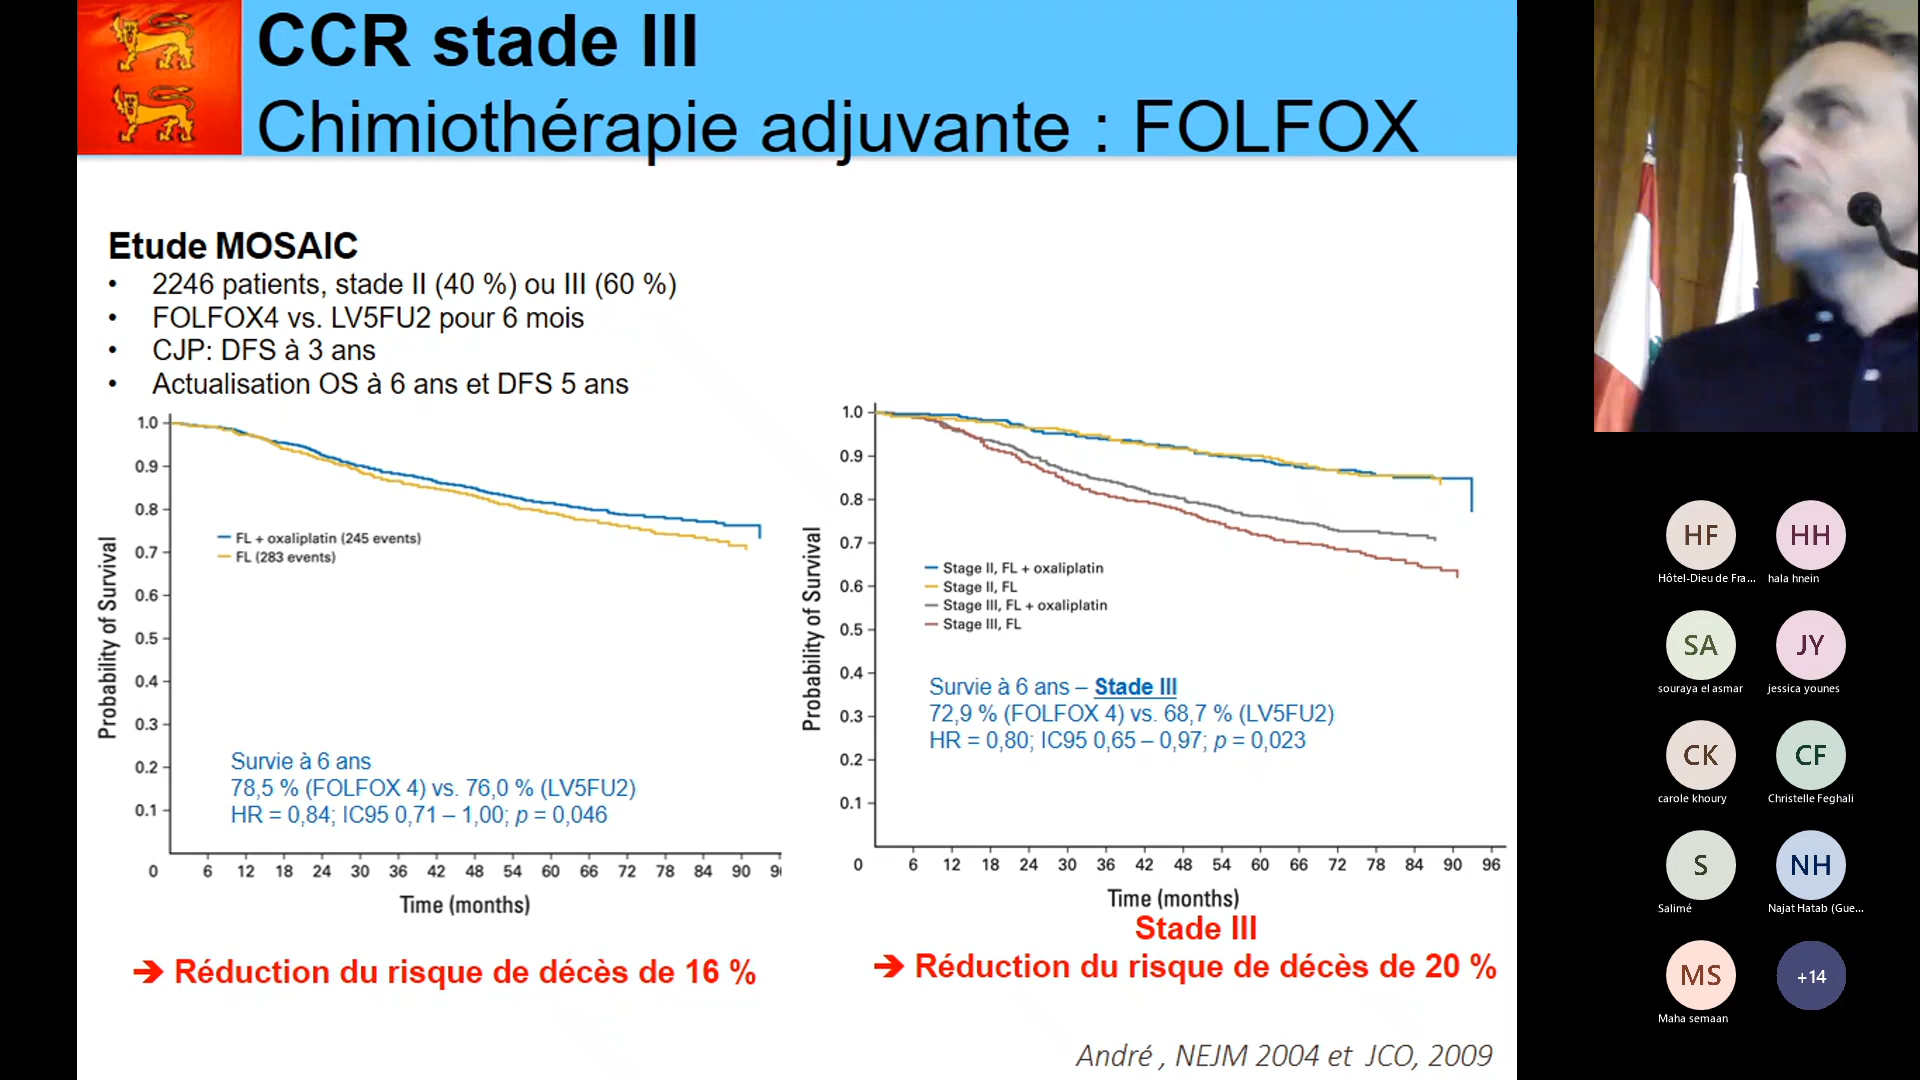 CCR stade III
Chimiothérapie adjuvante : FOLFOX
Etude MOSAIC
• 2246 patients, stade II (40 %) ou III (60 %)
• FOLFOX4 vs. LV5FU2 pour 6 mois
• CJP: DFS à 3 ans
• Actualisation OS à 6 ans et DFS 5 ans
Probability of Survival
1.0
0.9
0.8
0.7
0.6
0.5
0.4
0.3
0.2
0.1
FL + oxaliplatin (245 events)
FL (283 events)
Survie à 6 ans
78,5 % (FOLFOX 4) vs. 76,0 % (LV5FU2)
HR = 0,84; IC95 0,71 – 1,00; p = 0,046
0 6 12 18 24 30 36 42 48 54 60 66 72 78 84 90
Time (months)
➔ Réduction du risque de décès de 16 %
Probability of Survival
1.0
0.9
0.8
0.7
0.6
0.5
0.4
0.3
0.2
0.1
Stage II, FL + oxaliplatin
Stage II, FL
Stage III, FL + oxaliplatin
Stage III, FL
Survie à 6 ans – Stade III
72,9 % (FOLFOX 4) vs. 68,7 % (LV5FU2)
HR = 0,80; IC95 0,65 – 0,97; p = 0,023
0 6 12 18 24 30 36 42 48 54 60 66 72 78 84 90 96
Time (months)
Stade III
➔ Réduction du risque de décès de 20 %
André , NEJM 2004 et JCO, 2009
HF
Hôtel-Dieu de Fra...
HH
hala hnein
SA
souraya el asmar
JY
jessica younes
CK
carole khoury
CF
Christelle Feghali
S
Salimé
NH
Najat Hatab (Gue...
MS
Maha semaan
+14